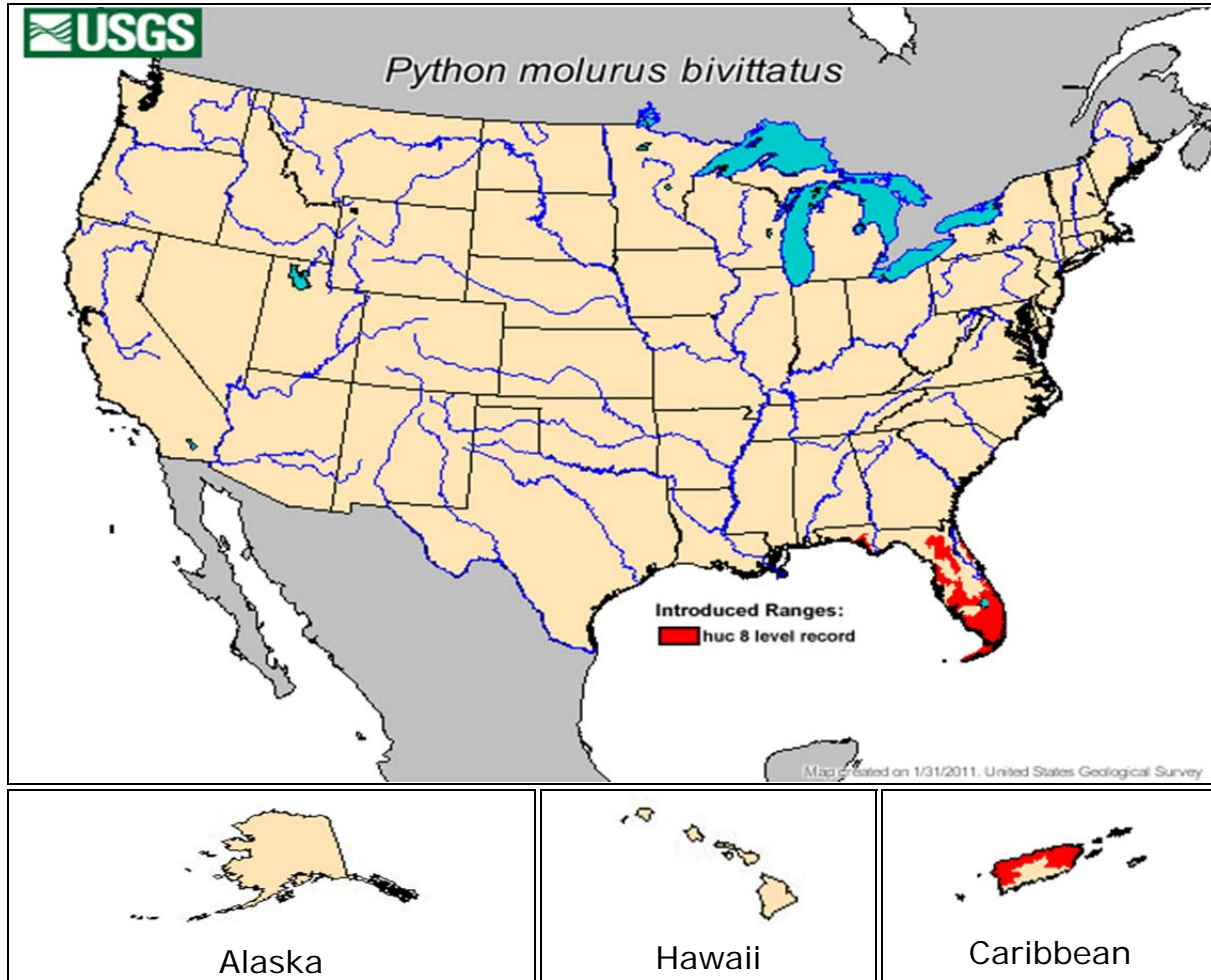 USGS
Python molurus bivittatus
Introduced Ranges:
huc 8 level record
Map created on 1/31/2011. United States Geological Survey
Alaska
Hawaii
Caribbean